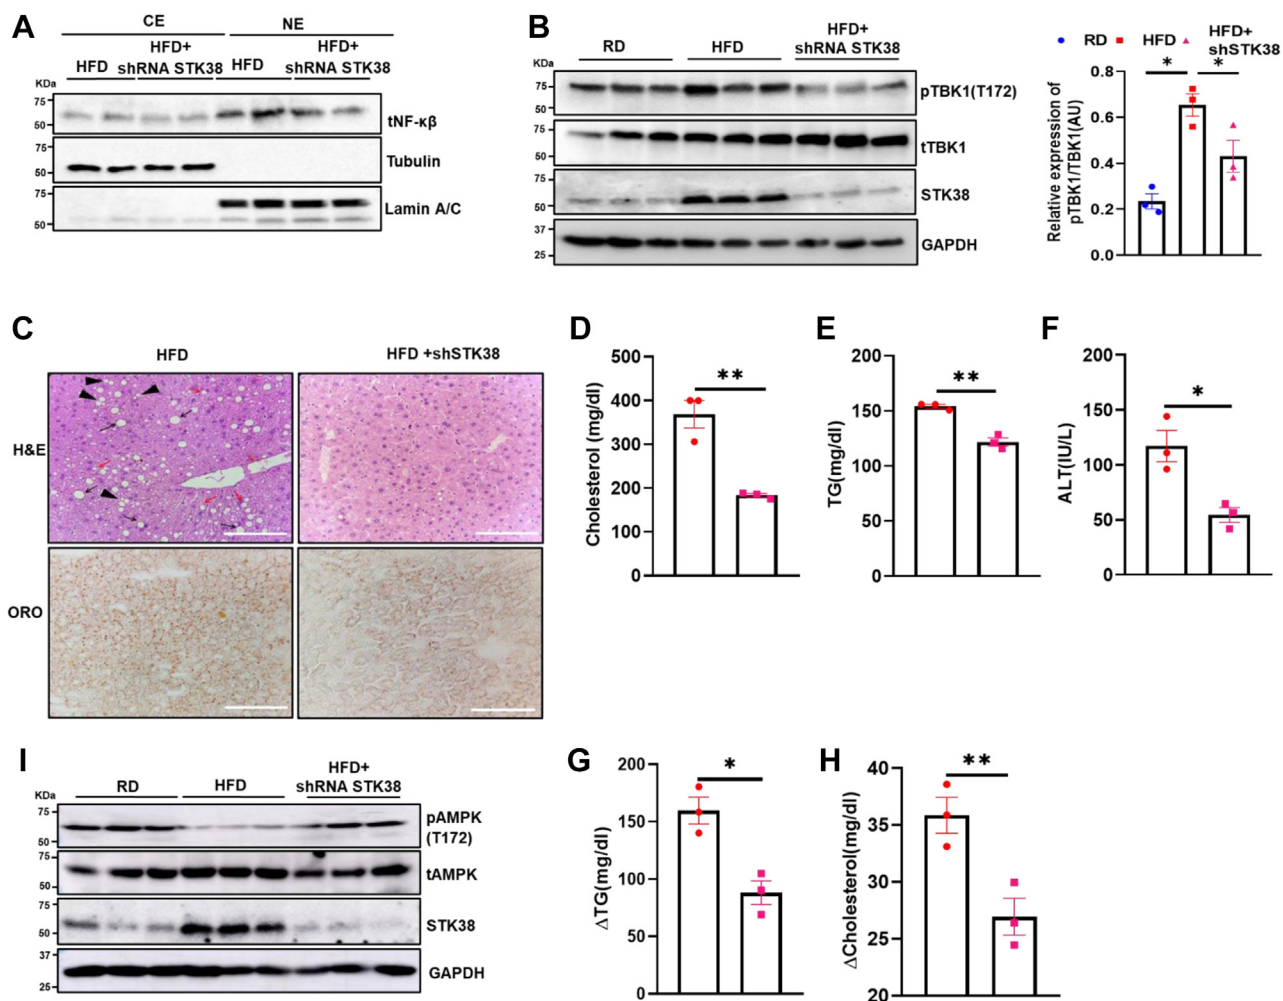 A
CE
NE
HFD+
HFD+
HFD
shRNA STK38
HFD
shRNA STK38
KDa
75
50
tNF-κβ
75
50
Tubulin
75
50
Lamin A/C
B
RD
HFD
HFD+
shRNA STK38
KDa
75
50
pTBK1(T172)
75
50
tTBK1
75
50
STK38
37
25
GAPDH
RD
HFD
HFD+
shSTK38
Relative expression of
pTBK1/TBK1(AU)
0.8
0.6
0.4
0.2
0.0
*
*
C
HFD
HFD +shSTK38
H&E
ORO
D
Cholesterol (mg/dl)
500
400
300
200
100
0
**
E
TG(mg/dl)
200
150
100
50
0
**
F
ALT(IU/L)
200
150
100
50
0
*
I
RD
HFD
HFD+
shRNA STK38
KDa
75
50
pAMPK
(T172)
75
50
tAMPK
75
50
STK38
37
25
GAPDH
G
ΔTG(mg/dl)
200
150
100
50
0
*
H
ΔCholesterol(mg/dl)
40
35
30
25
20
**